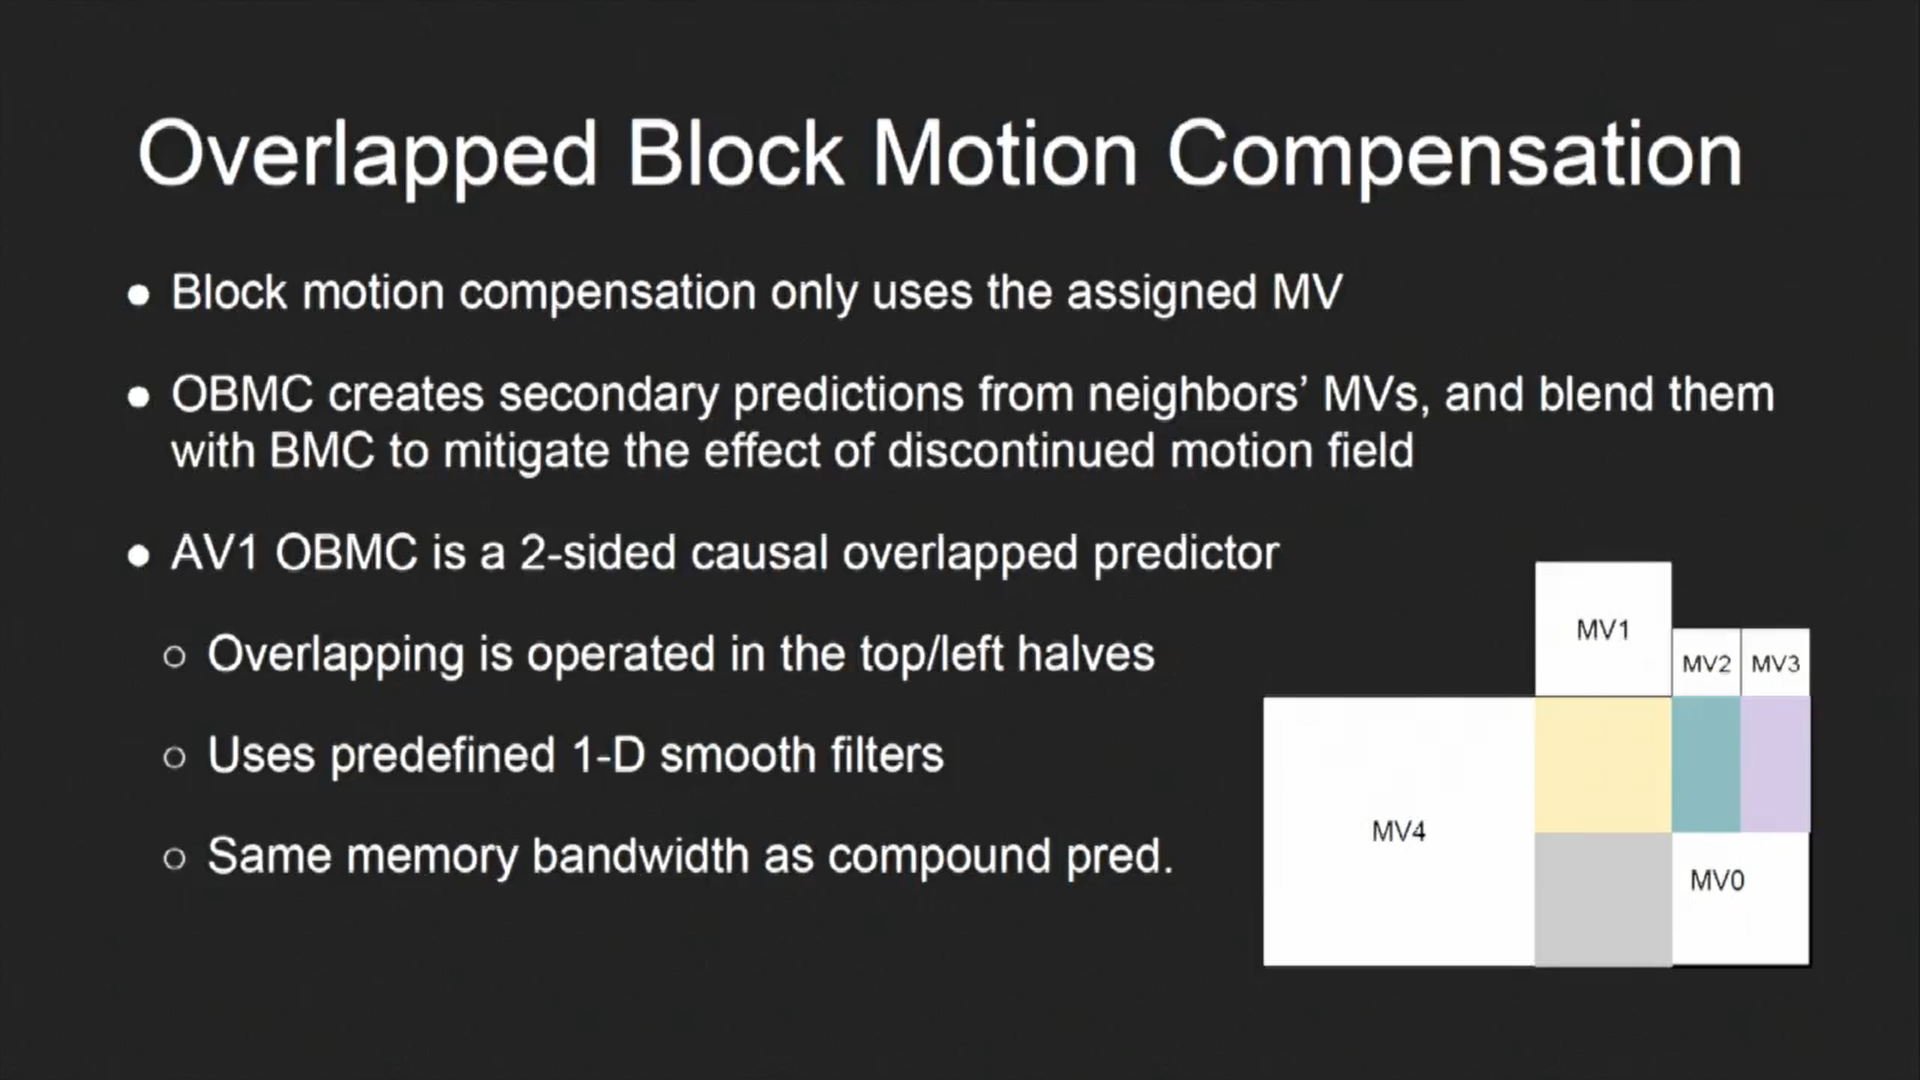 Overlapped Block Motion Compensation
● Block motion compensation only uses the assigned MV
● OBMC creates secondary predictions from neighbors’ MVs, and blend them
with BMC to mitigate the effect of discontinued motion field
● AV1 OBMC is a 2-sided causal overlapped predictor
○ Overlapping is operated in the top/left halves
○ Uses predefined 1-D smooth filters
○ Same memory bandwidth as compound pred.
MV1
MV2 MV3
MV4
MV0